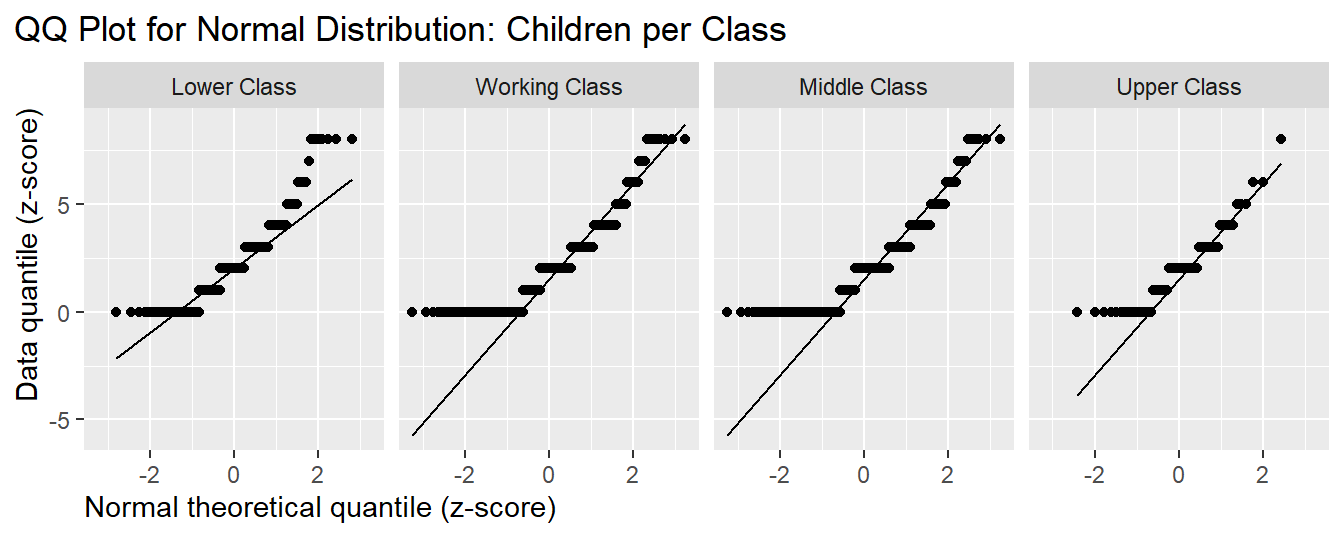 QQ Plot for Normal Distribution: Children per Class
Lower Class
Working Class
Middle Class
Upper Class
Data quantile (z-score)
5
0
-5
-2 0 2
-2 0 2
-2 0 2
-2 0 2
Normal theoretical quantile (z-score)